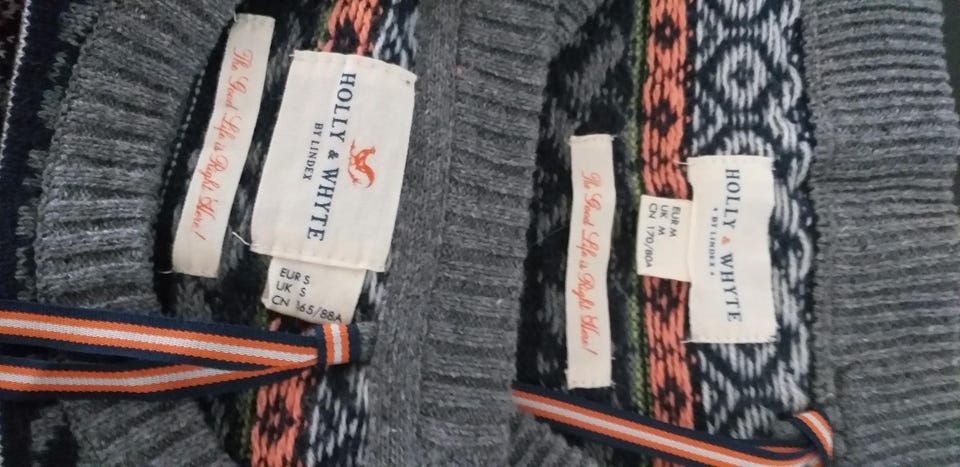 The Good Life is Right Here!
HOLLY & WHYTE
BY LINDEX
EUR S
UK S
CN 165/88A
The Good Life is Right Here!
HOLLY & WHYTE
• BY LINDEX •
EUR M
UK M
CN 170/80A